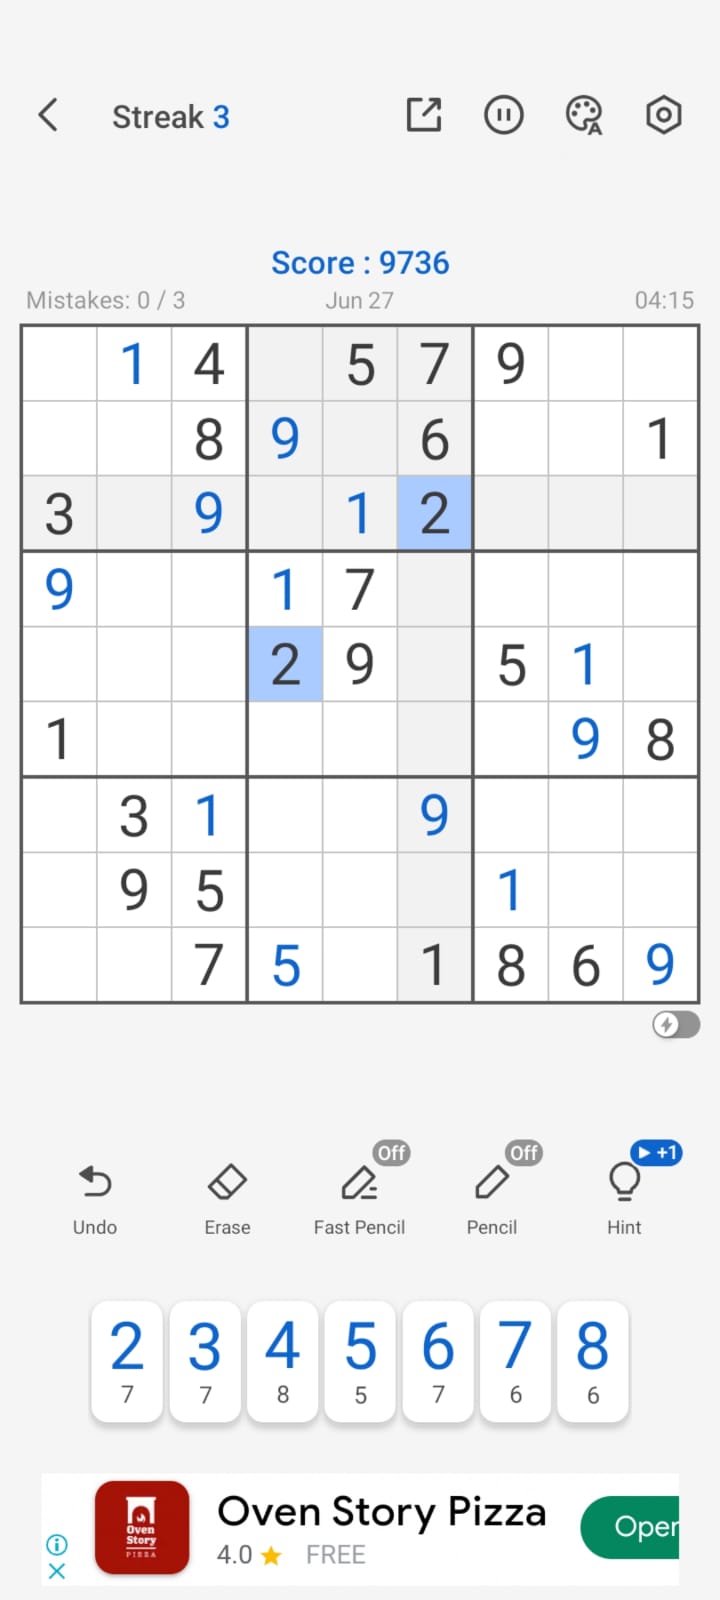 Streak 3
Score : 9736
Mistakes: 0 / 3 Jun 27 04:15
1 4 5 7 9
8 9 6 1
3 9 1 2
9 1 7
2 9 5 1
1 9 8
3 1 9
9 5 1
7 5 1 8 6 9
Off Off +1
Undo Erase Fast Pencil Pencil Hint
2 3 4 5 6 7 8
7 7 8 5 7 6 6
Oven Story PIZZA
Oven Story Pizza
4.0 FREE
Open